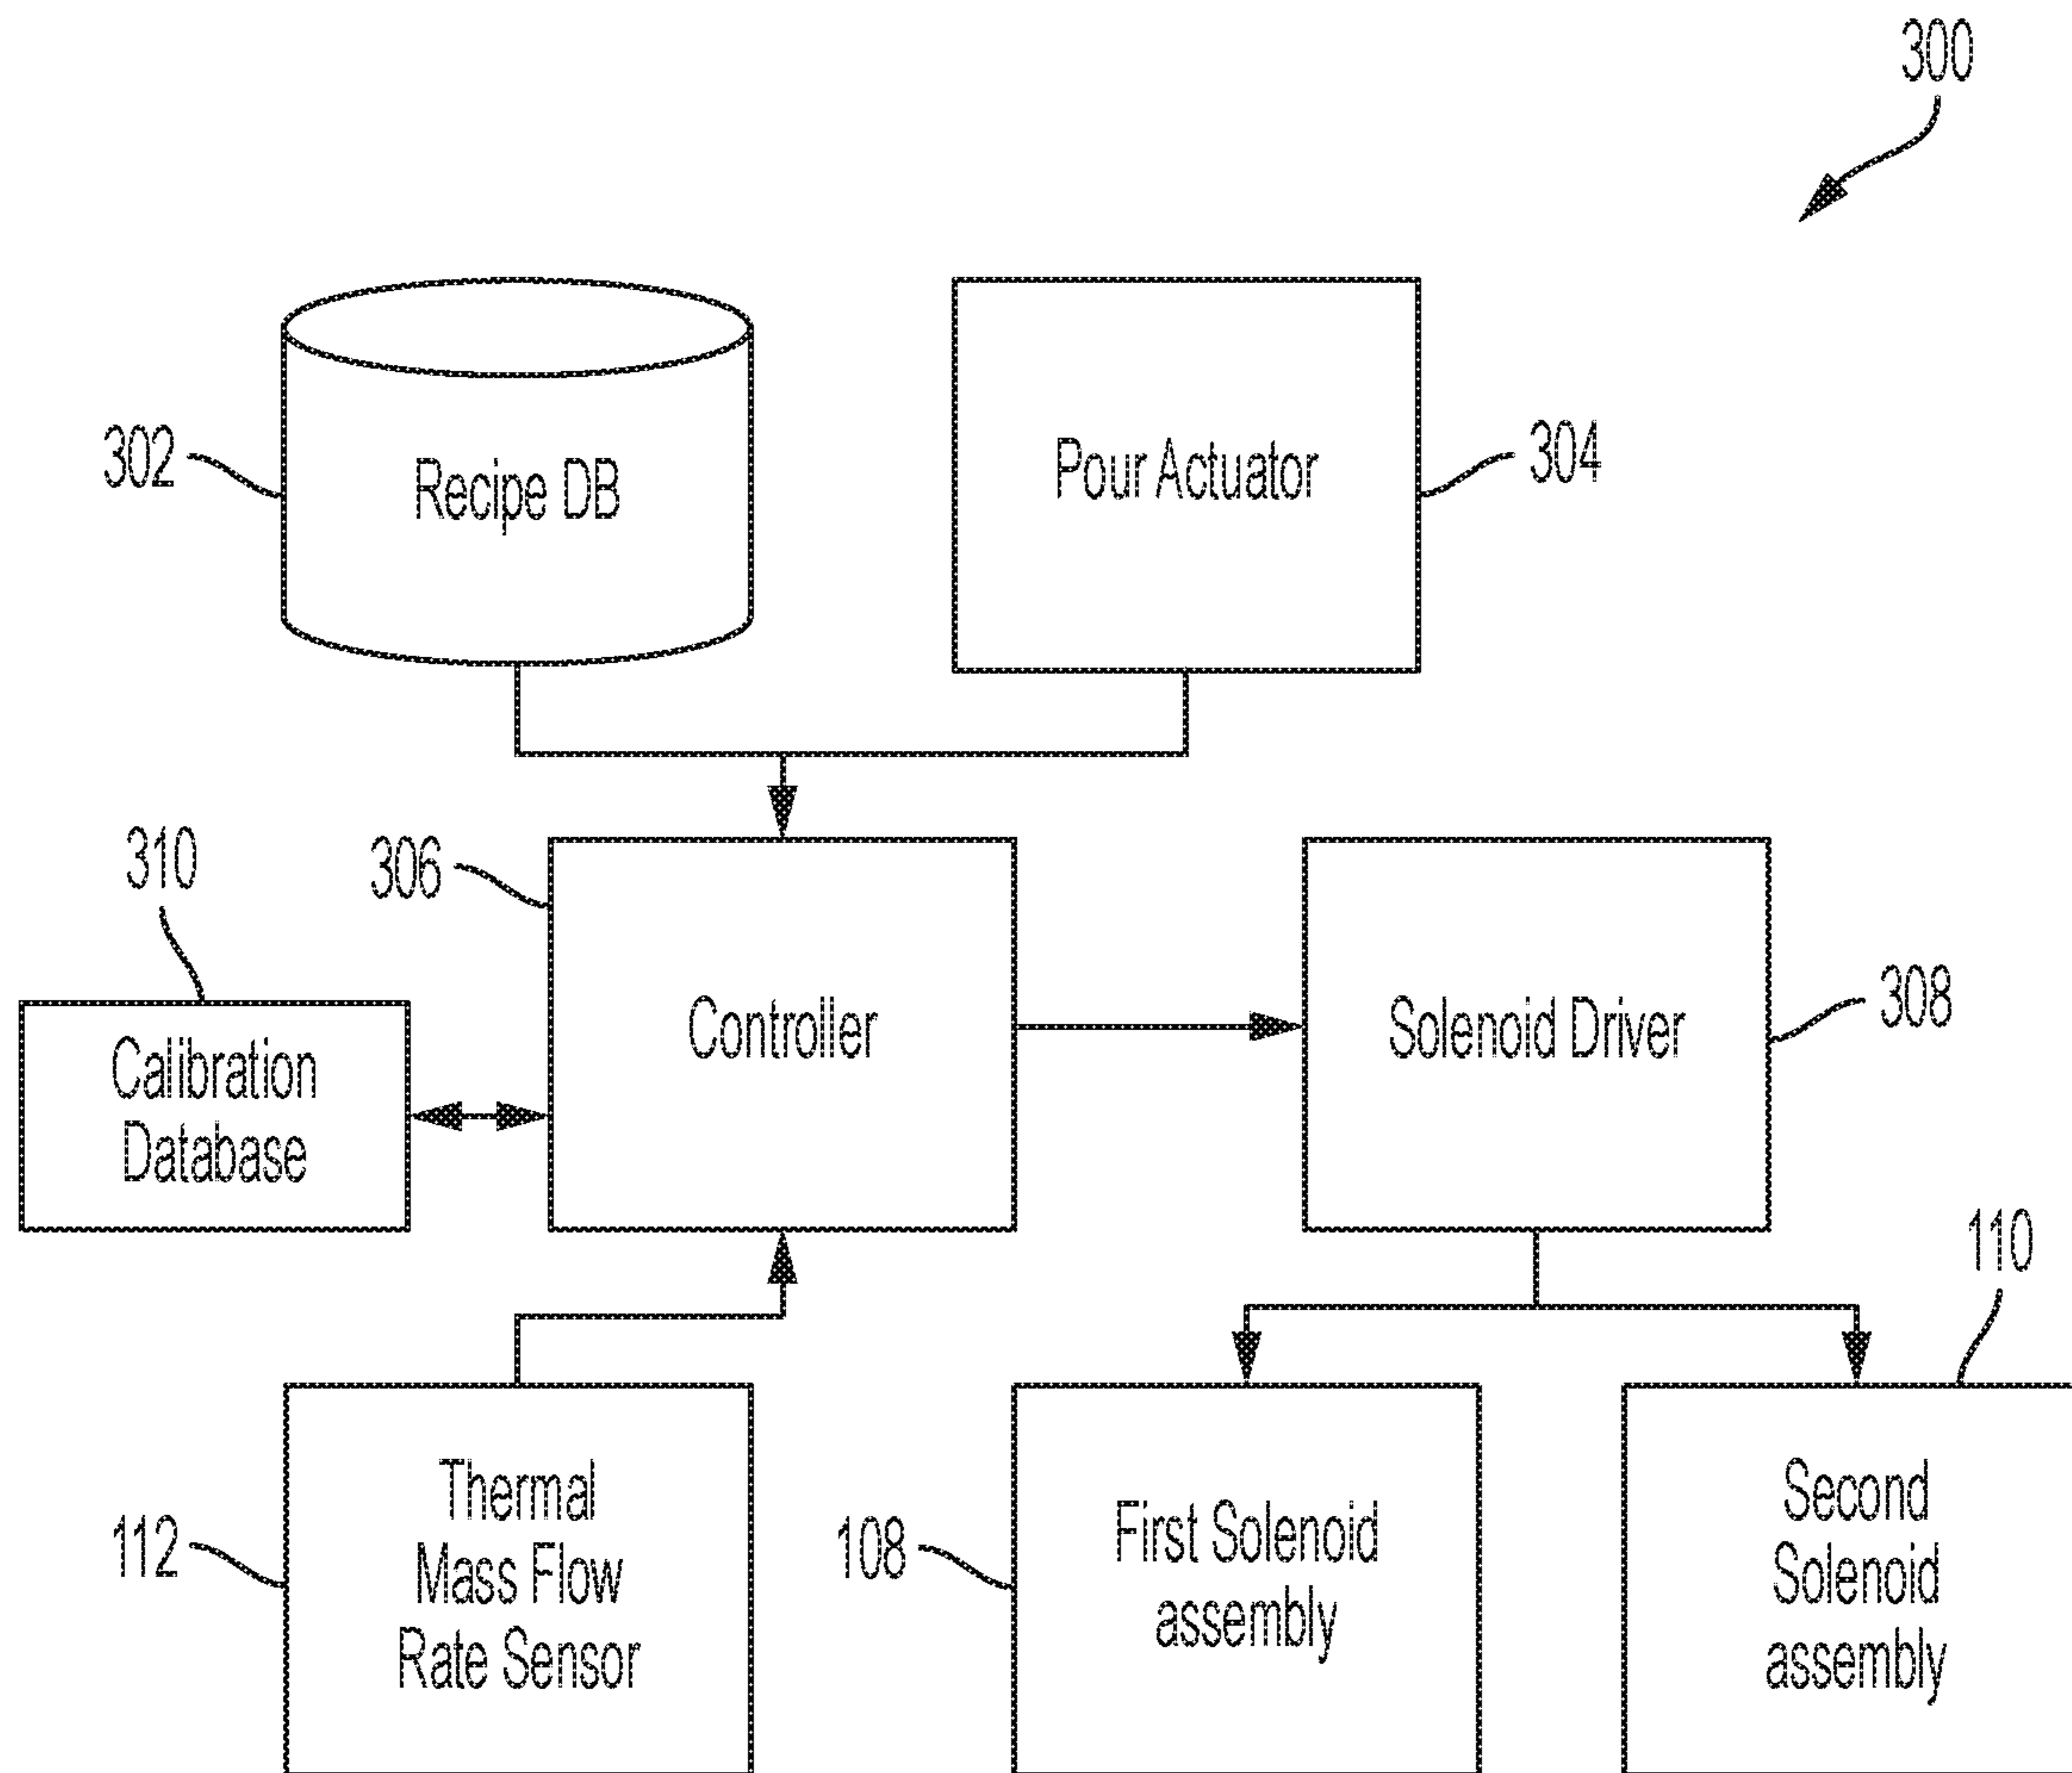 300
302
Recipe DB
Pour Actuator
304
310
306
Calibration
Database
Controller
Solenoid Driver
308
110
112
Thermal
Mass Flow
Rate Sensor
108
First Solenoid
assembly
Second
Solenoid
assembly